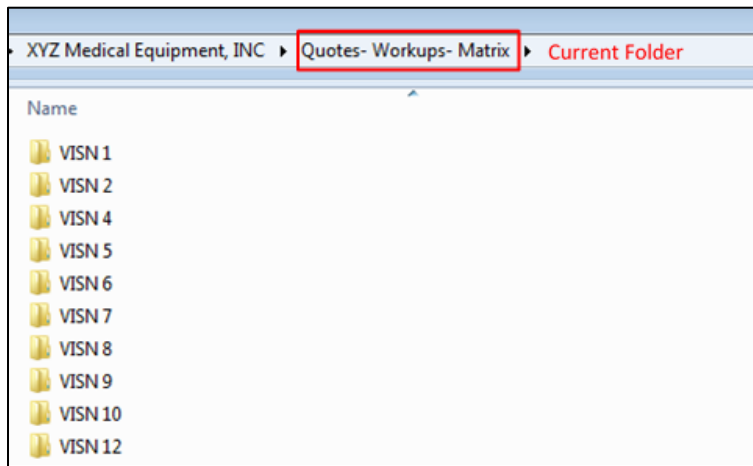 XYZ Medical Equipment, INC ▸ Quotes- Workups- Matrix ▸ Current Folder
Name
VISN 1
VISN 2
VISN 4
VISN 5
VISN 6
VISN 7
VISN 8
VISN 9
VISN 10
VISN 12